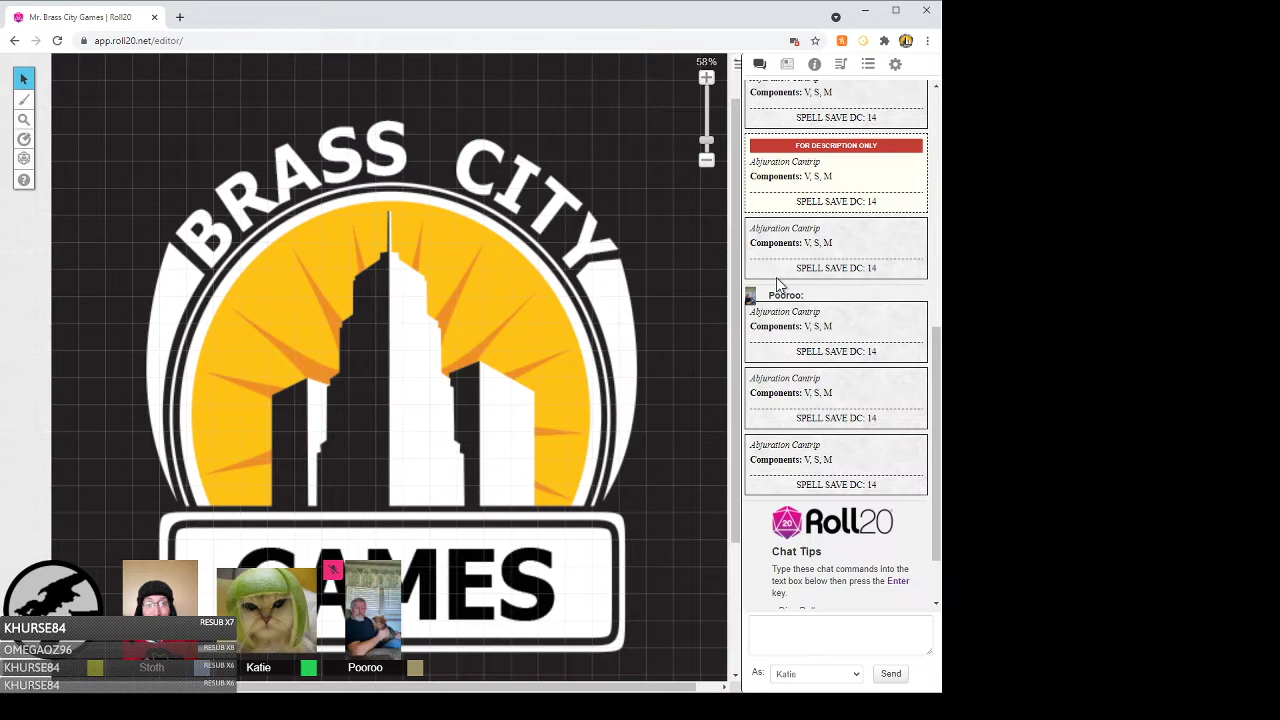 Mr. Brass City Games | Roll20
app.roll20.net/editor/
58%
BRASS CITY
GAMES
Components: V, S, M
SPELL SAVE DC: 14
FOR DESCRIPTION ONLY
Abjuration Cantrip
Components: V, S, M
SPELL SAVE DC: 14
Abjuration Cantrip
Components: V, S, M
SPELL SAVE DC: 14
Pooroo:
Abjuration Cantrip
Components: V, S, M
SPELL SAVE DC: 14
Abjuration Cantrip
Components: V, S, M
SPELL SAVE DC: 14
Abjuration Cantrip
Components: V, S, M
SPELL SAVE DC: 14
20 Roll20
Chat Tips
Type these chat commands into the
text box below then press the Enter
key.
As: Katie
Send
KHURSE84 RESUB X7
OMEGAOZ96 RESUB X8
KHURSE84 RESUB X6
KHURSE84 RESUB X6
Stoth
Katie
Pooroo